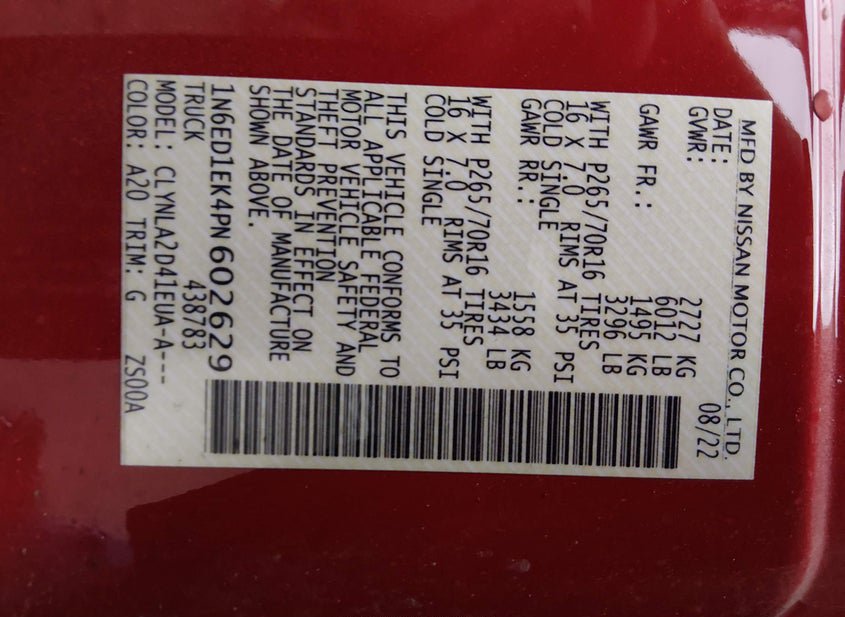 MFD BY NISSAN MOTOR CO., LTD.
DATE: 08/22
GVWR: 2727 KG
6012 LB
GAWR FR.: 1495 KG
3296 LB
WITH P265/70R16 TIRES
16 X 7.0 RIMS AT 35 PSI
COLD SINGLE
GAWR RR.: 1558 KG
3434 LB
WITH P265/70R16 TIRES
16 X 7.0 RIMS AT 35 PSI
COLD SINGLE
THIS VEHICLE CONFORMS TO
ALL APPLICABLE FEDERAL
MOTOR VEHICLE SAFETY AND
THEFT PREVENTION
STANDARDS IN EFFECT ON
THE DATE OF MANUFACTURE
SHOWN ABOVE.
1N6ED1EK4PN602629
TRUCK 438783
MODEL: CLYNLA2D41EUA-A---
COLOR: A20 TRIM: G ZS00A